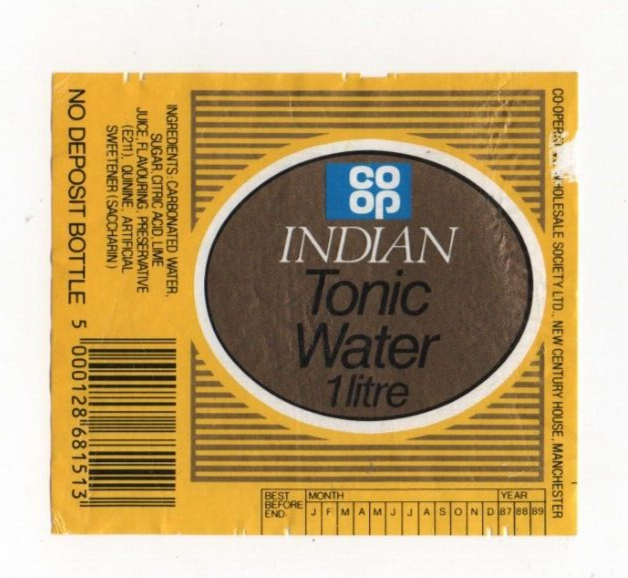 CO
OP
INDIAN
Tonic
Water
1 litre
INGREDIENTS: CARBONATED WATER,
SUGAR, CITRIC ACID, LIME
JUICE, FLAVOURING, PRESERVATIVE
(E211), QUININE, ARTIFICIAL
SWEETENER (SACCHARIN)
NO DEPOSIT BOTTLE
5 000128 681513
HOLESALE SOCIETY LTD., NEW CENTURY HOUSE, MANCHESTER
BEST BEFORE END:
MONTH YEAR
J F M A M J J A S O N D 87 88 89